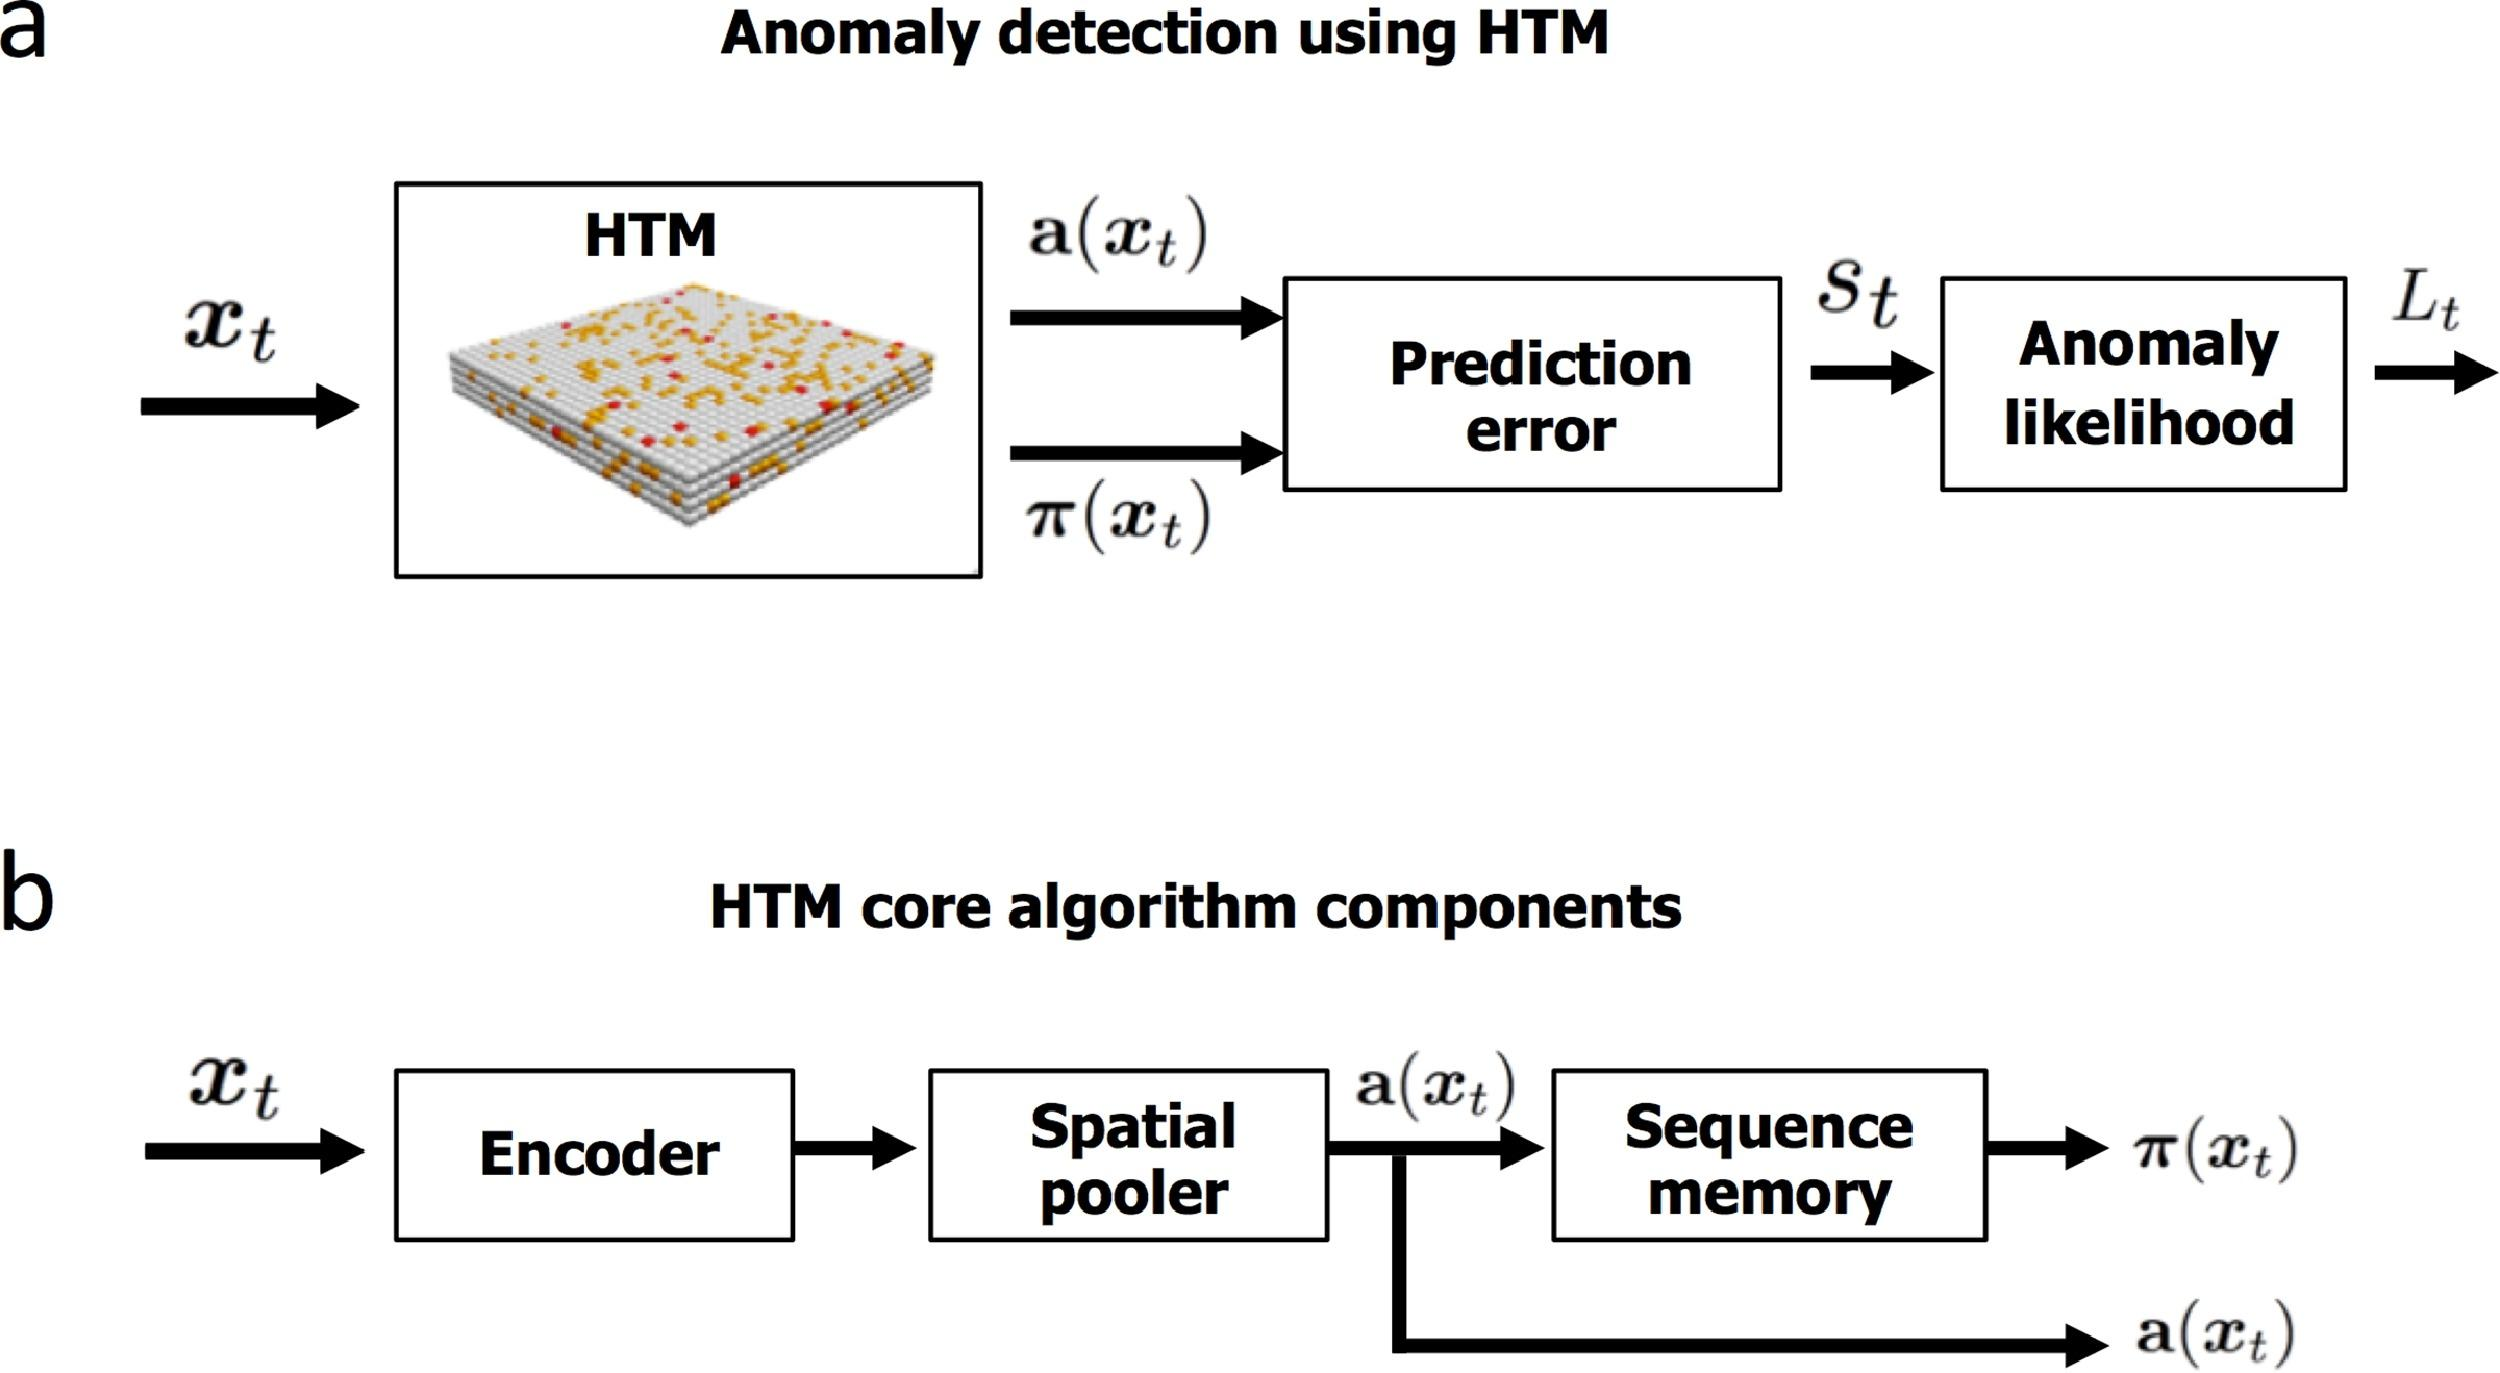 a
Anomaly detection using HTM
HTM
x_t
a(x_t)
π(x_t)
Prediction
error
s_t
Anomaly
likelihood
L_t
b
HTM core algorithm components
x_t
Encoder
Spatial
pooler
a(x_t)
Sequence
memory
π(x_t)
a(x_t)